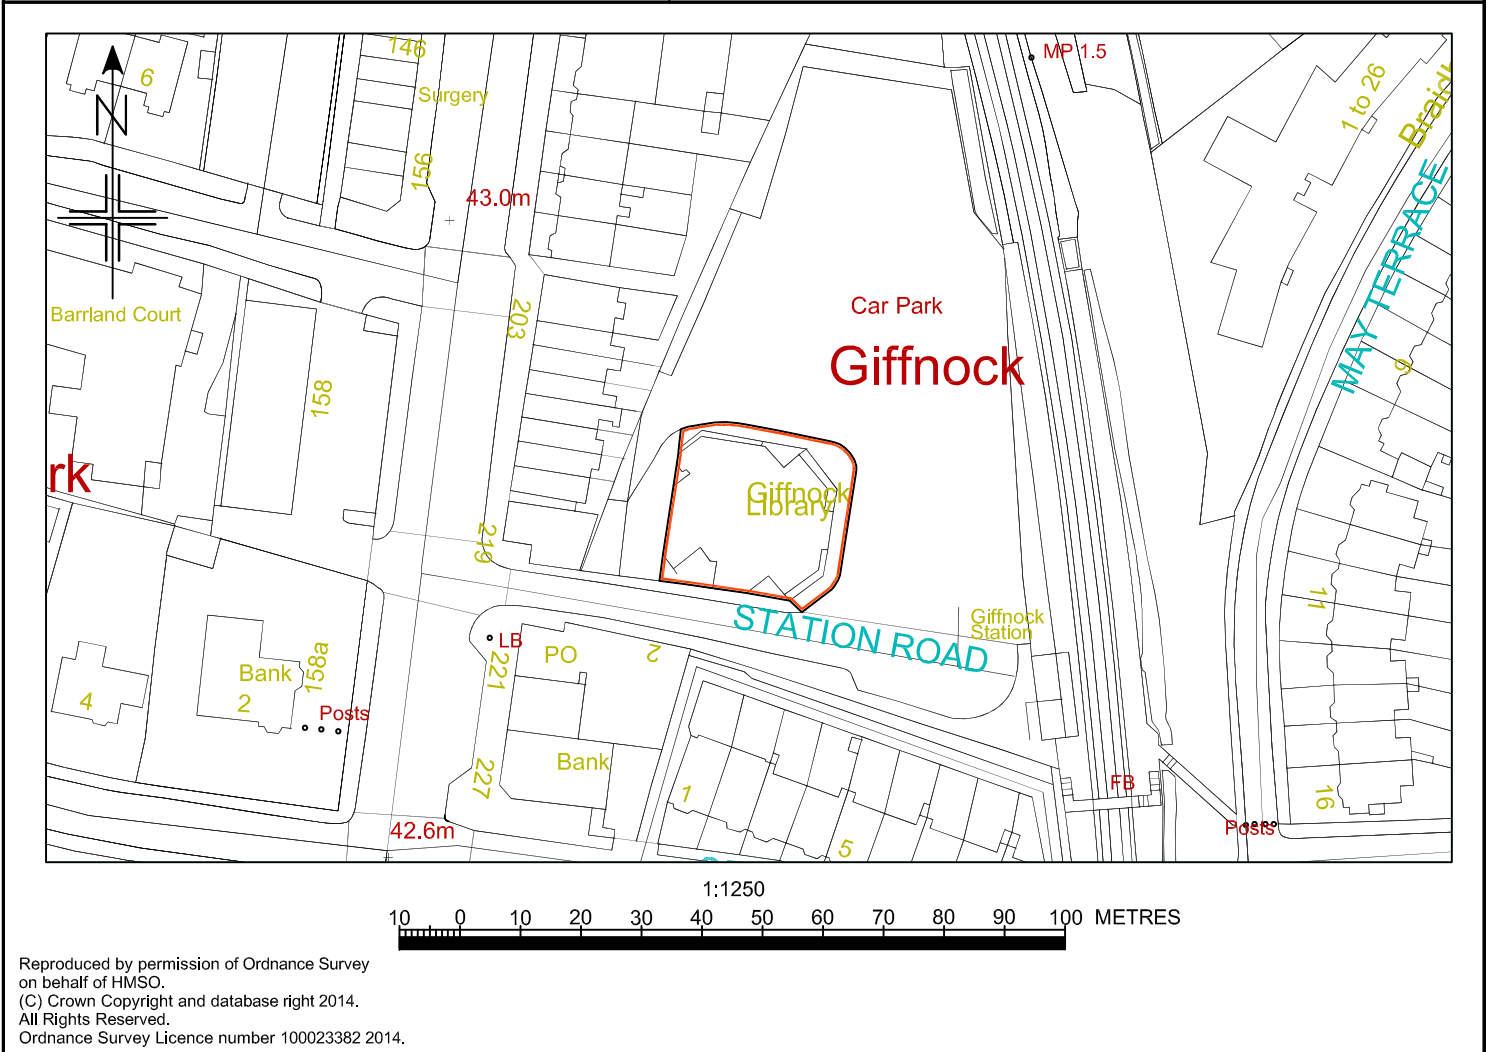 146
MP 1.5
6
1 to 26
Surgery
Braidh
N
156
43.0m
MAY TERRACE
Barrland Court
203
Car Park
Giffnock
158
9
rk
Giffnock
Library
219
11
STATION ROAD
Giffnock
Station
LB
PO
2
221
158a
Bank
2
4
Posts
Bank
227
1
FB
16
42.6m
5
Posts
1:1250
10 0 10 20 30 40 50 60 70 80 90 100 METRES
Reproduced by permission of Ordnance Survey
on behalf of HMSO.
(C) Crown Copyright and database right 2014.
All Rights Reserved.
Ordnance Survey Licence number 100023382 2014.